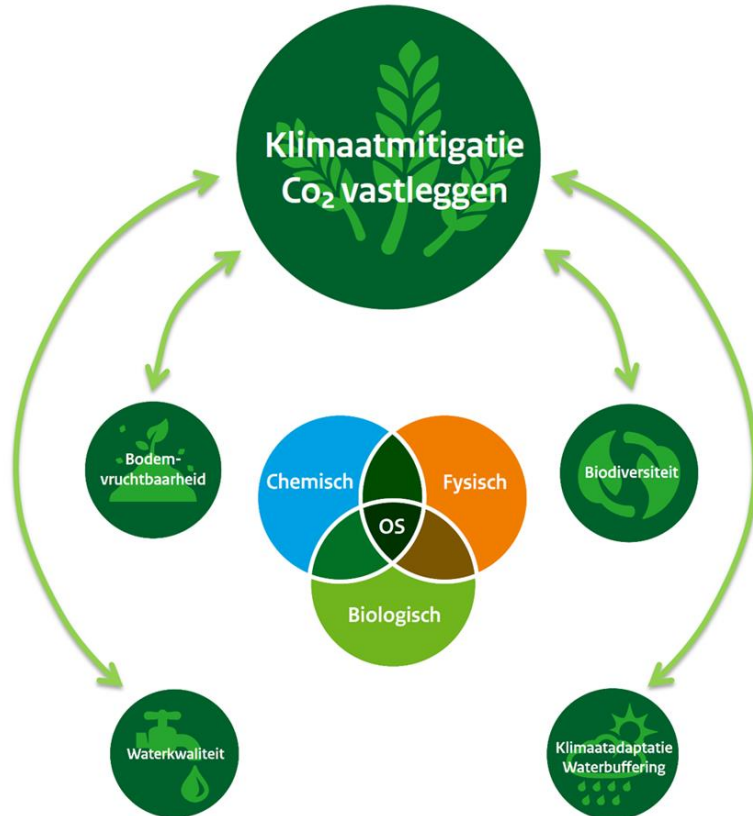 Klimaatmitigatie
Co₂ vastleggen
Bodem-
vruchtbaarheid
Chemisch
Fysisch
Biodiversiteit
OS
Biologisch
Waterkwaliteit
Klimaatadaptatie
Waterbuffering